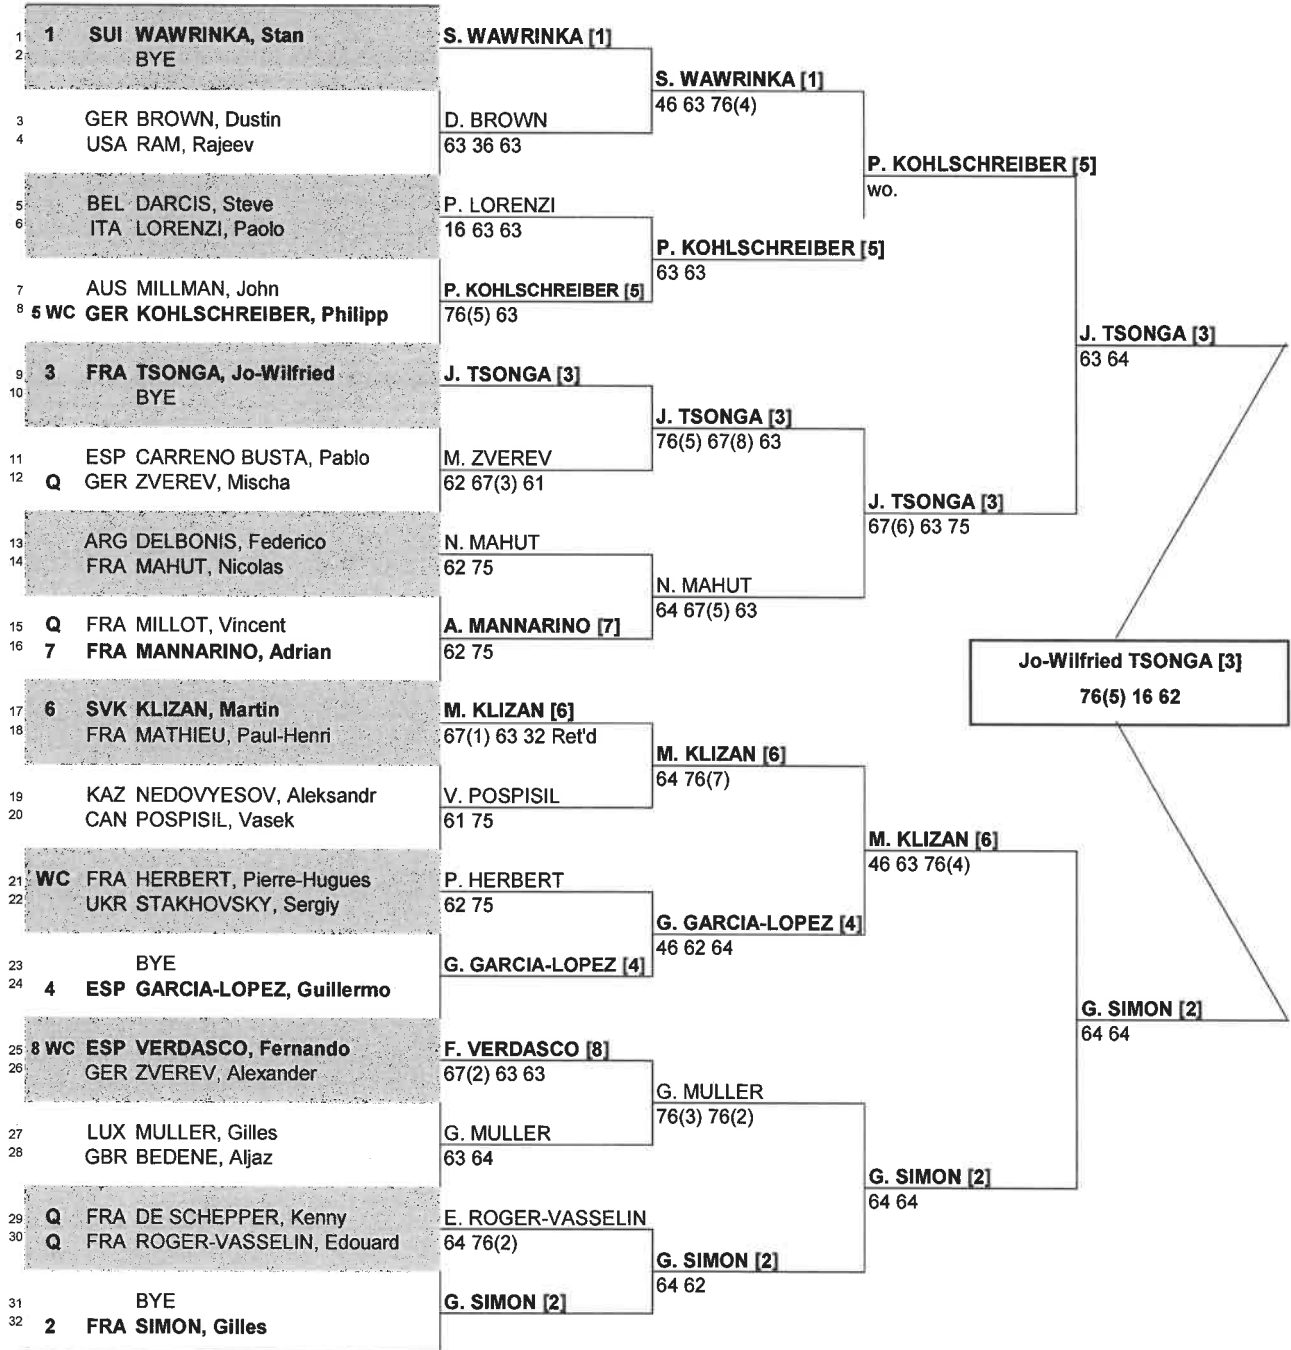 1 1 SUI WAWRINKA, Stan
2 BYE
3 GER BROWN, Dustin
4 USA RAM, Rajeev
5 BEL DARCIS, Steve
6 ITA LORENZI, Paolo
7 AUS MILLMAN, John
8 5 WC GER KOHLSCHREIBER, Philipp
9 3 FRA TSONGA, Jo-Wilfried
10 BYE
11 ESP CARRENO BUSTA, Pablo
12 Q GER ZVEREV, Mischa
13 ARG DELBONIS, Federico
14 FRA MAHUT, Nicolas
15 Q FRA MILLOT, Vincent
16 7 FRA MANNARINO, Adrian
17 6 SVK KLIZAN, Martin
18 FRA MATHIEU, Paul-Henri
19 KAZ NEDOVYESOV, Aleksandr
20 CAN POSPISIL, Vasek
21 WC FRA HERBERT, Pierre-Hugues
22 UKR STAKHOVSKY, Sergiy
23 BYE
24 4 ESP GARCIA-LOPEZ, Guillermo
25 8 WC ESP VERDASCO, Fernando
26 GER ZVEREV, Alexander
27 LUX MULLER, Gilles
28 GBR BEDENE, Aljaz
29 Q FRA DE SCHEPPER, Kenny
30 Q FRA ROGER-VASSELIN, Edouard
31 BYE
32 2 FRA SIMON, Gilles
S. WAWRINKA [1]
D. BROWN
63 36 63
P. LORENZI
16 63 63
P. KOHLSCHREIBER [5]
76(5) 63
J. TSONGA [3]
M. ZVEREV
62 67(3) 61
N. MAHUT
62 75
A. MANNARINO [7]
62 75
M. KLIZAN [6]
67(1) 63 32 Ret'd
V. POSPISIL
61 75
P. HERBERT
62 75
G. GARCIA-LOPEZ [4]
F. VERDASCO [8]
67(2) 63 63
G. MULLER
63 64
E. ROGER-VASSELIN
64 76(2)
G. SIMON [2]
S. WAWRINKA [1]
46 63 76(4)
P. KOHLSCHREIBER [5]
63 63
J. TSONGA [3]
76(5) 67(8) 63
N. MAHUT
64 67(5) 63
M. KLIZAN [6]
64 76(7)
G. GARCIA-LOPEZ [4]
46 62 64
G. MULLER
76(3) 76(2)
G. SIMON [2]
64 62
P. KOHLSCHREIBER [5]
wo.
J. TSONGA [3]
67(6) 63 75
M. KLIZAN [6]
46 63 76(4)
G. SIMON [2]
64 64
J. TSONGA [3]
63 64
G. SIMON [2]
64 64
Jo-Wilfried TSONGA [3]
76(5) 16 62